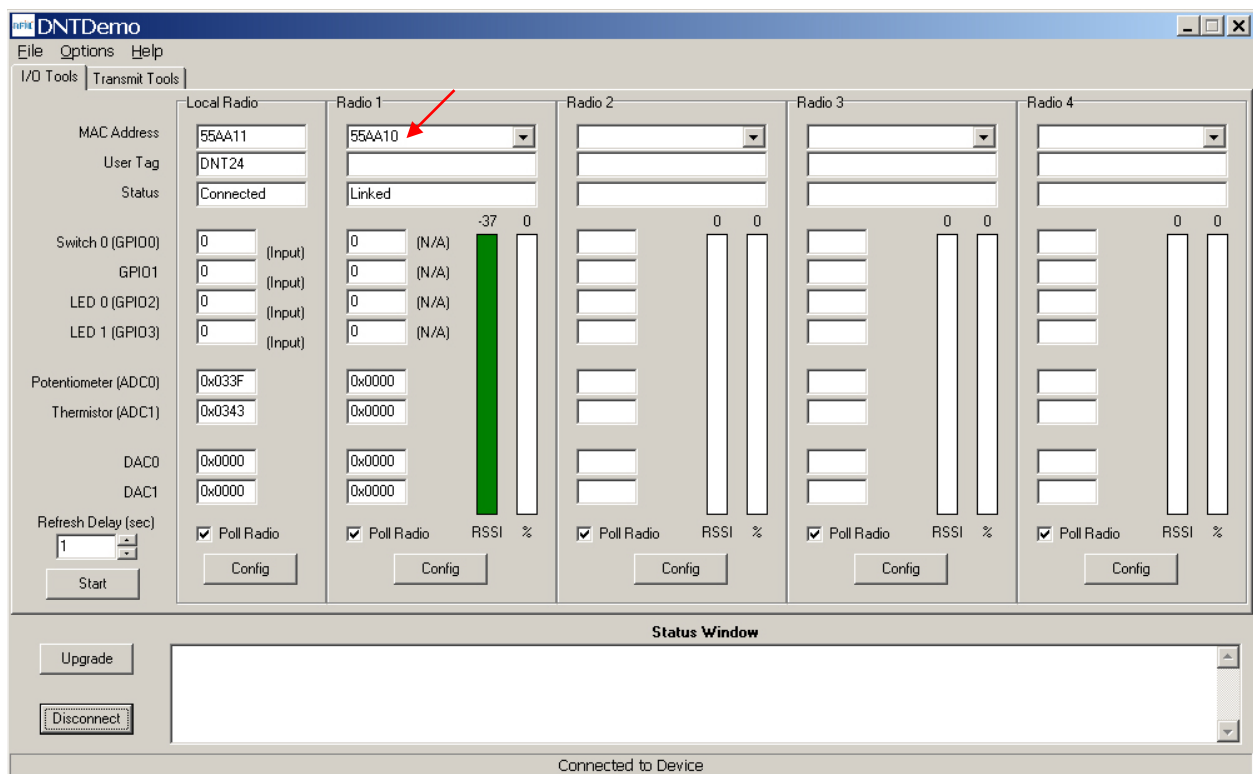 RFM DNTDemo
File Options Help
I/O Tools Transmit Tools
Local Radio Radio 1 Radio 2 Radio 3 Radio 4
MAC Address 55AA11 55AA10
User Tag DNT24
Status Connected Linked
-37 0 0 0 0 0 0 0
Switch 0 (GPIO0) 0 (Input) 0 (N/A)
GPIO1 0 (Input) 0 (N/A)
LED 0 (GPIO2) 0 (Input) 0 (N/A)
LED 1 (GPIO3) 0 (Input) 0 (N/A)
Potentiometer (ADC0) 0x033F 0x0000
Thermistor (ADC1) 0x0343 0x0000
DAC0 0x0000 0x0000
DAC1 0x0000 0x0000
Refresh Delay (sec)
1 Poll Radio Poll Radio RSSI % Poll Radio RSSI % Poll Radio RSSI % Poll Radio RSSI %
Start Config Config Config Config Config
Status Window
Upgrade
Disconnect
Connected to Device